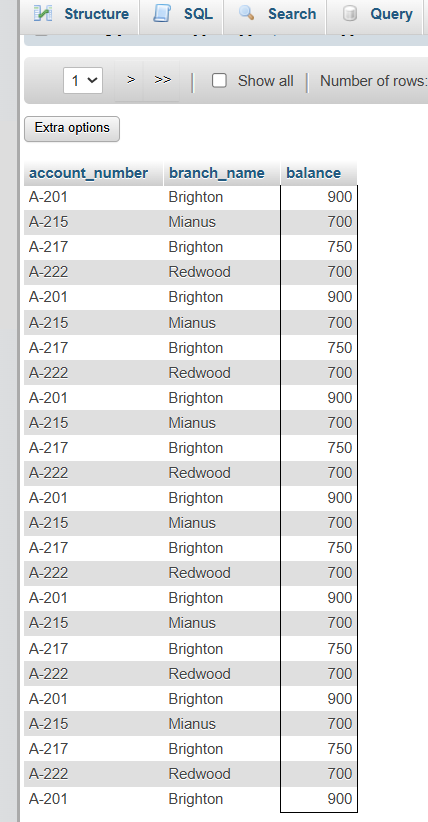 Structure SQL Search Query
1 > >> | Show all | Number of rows:
Extra options
account_number branch_name balance
A-201 Brighton 900
A-215 Mianus 700
A-217 Brighton 750
A-222 Redwood 700
A-201 Brighton 900
A-215 Mianus 700
A-217 Brighton 750
A-222 Redwood 700
A-201 Brighton 900
A-215 Mianus 700
A-217 Brighton 750
A-222 Redwood 700
A-201 Brighton 900
A-215 Mianus 700
A-217 Brighton 750
A-222 Redwood 700
A-201 Brighton 900
A-215 Mianus 700
A-217 Brighton 750
A-222 Redwood 700
A-201 Brighton 900
A-215 Mianus 700
A-217 Brighton 750
A-222 Redwood 700
A-201 Brighton 900